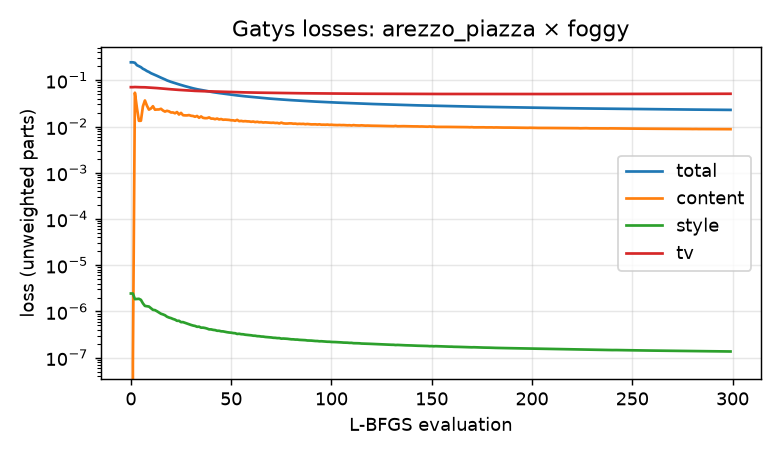 Gatys losses: arezzo_piazza × foggy
loss (unweighted parts)
10⁻¹
10⁻²
10⁻³
10⁻⁴
10⁻⁵
10⁻⁶
10⁻⁷
total
content
style
tv
0 50 100 150 200 250 300
L-BFGS evaluation